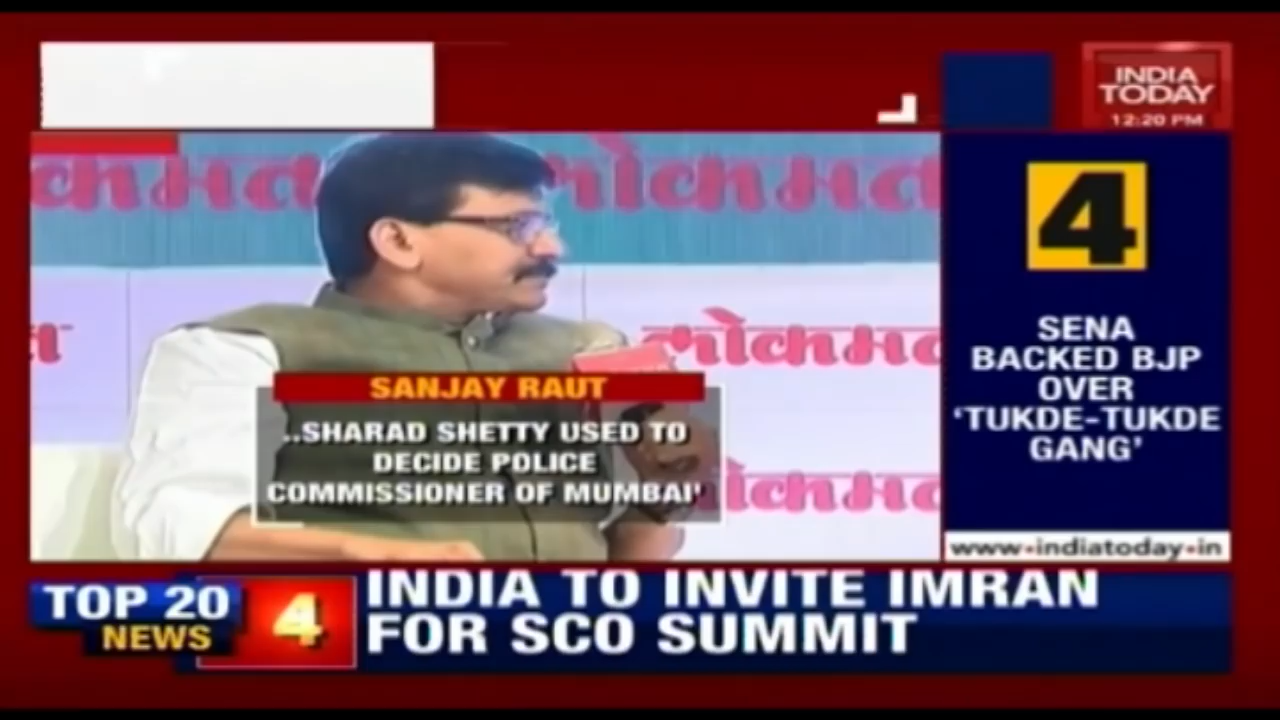 INDIA
TODAY
12:20 PM
लोकमत
4
SENA
BACKED BJP
OVER
‘TUKDE-TUKDE
GANG’
SANJAY RAUT
..SHARAD SHETTY USED TO
DECIDE POLICE
COMMISSIONER OF MUMBAI'
www•indiatoday•in
TOP 20
NEWS
4
INDIA TO INVITE IMRAN
FOR SCO SUMMIT